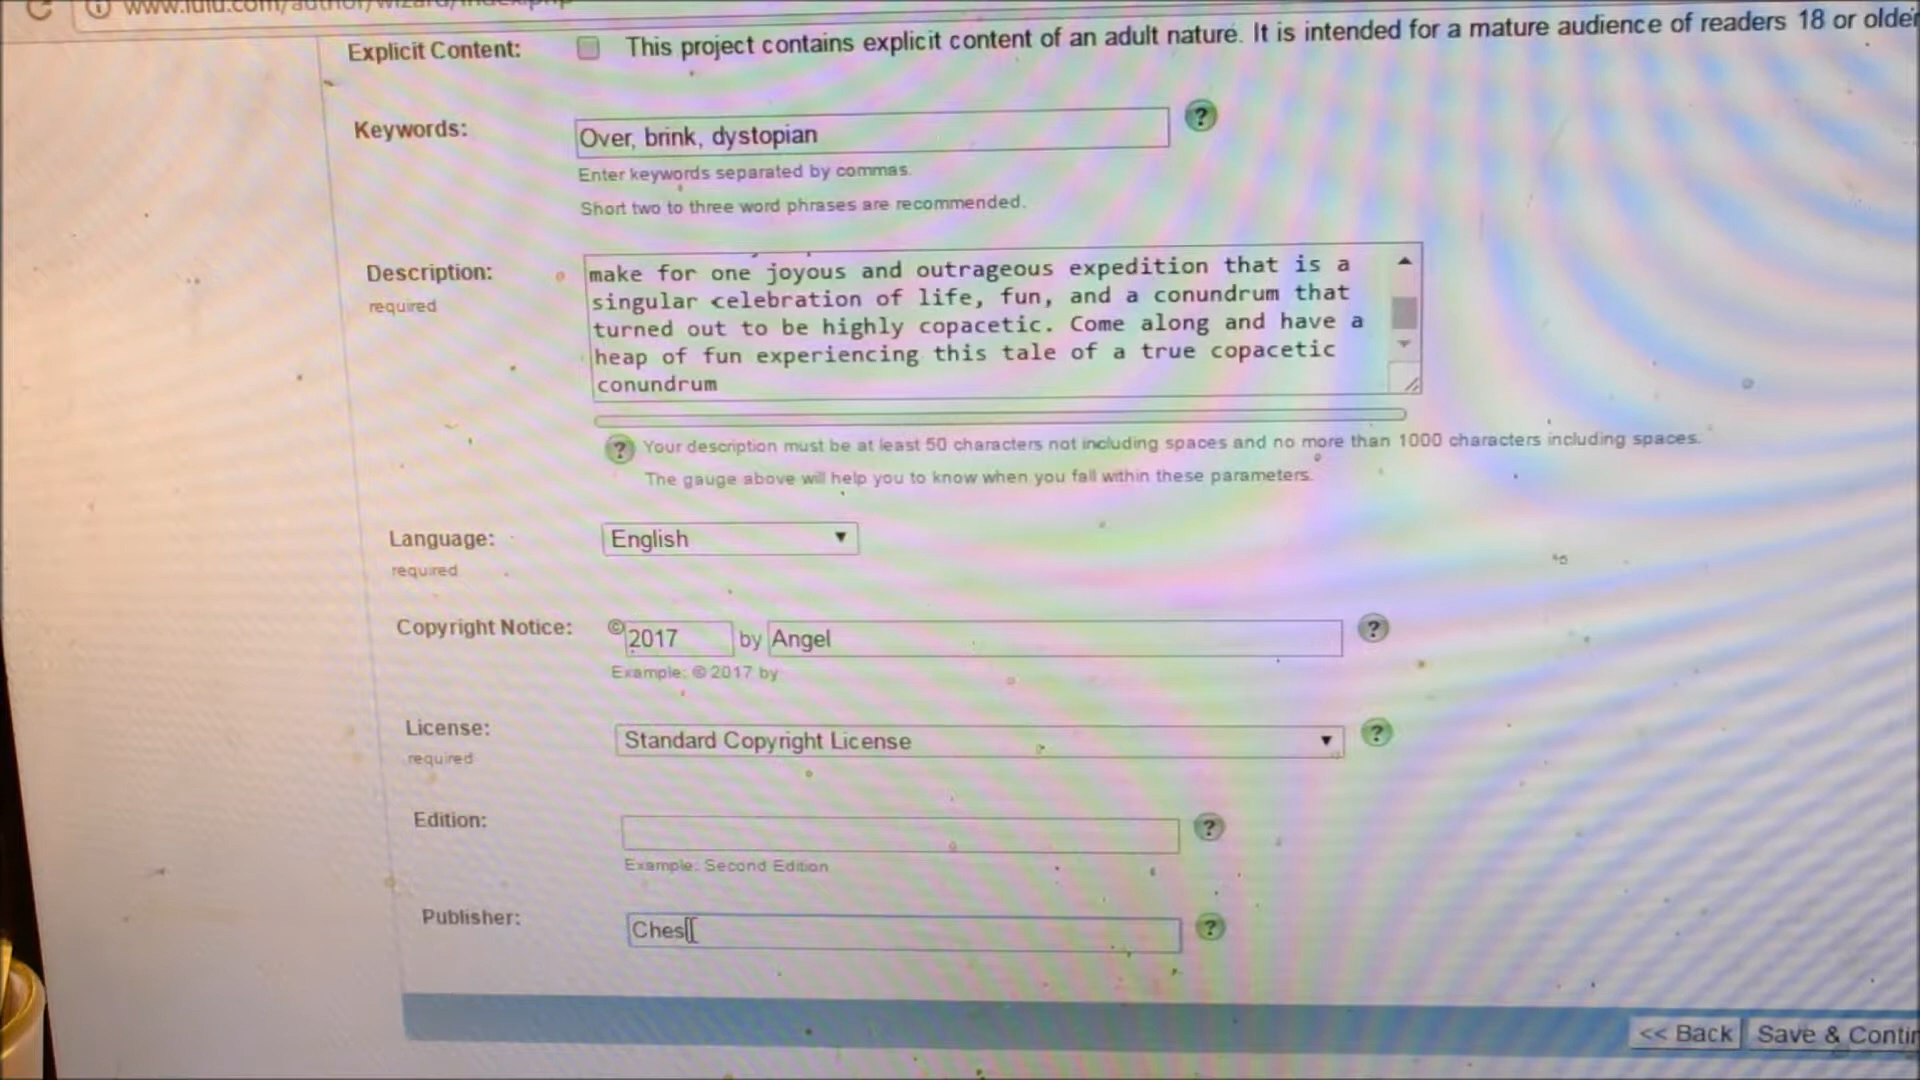 www.lulu.com/author/wizard/index.php
Explicit Content: This project contains explicit content of an adult nature. It is intended for a mature audience of readers 18 or older
Keywords: Over, brink, dystopian ?
Enter keywords separated by commas.
Short two to three word phrases are recommended.
Description: make for one joyous and outrageous expedition that is a
required singular celebration of life, fun, and a conundrum that
turned out to be highly copacetic. Come along and have a
heap of fun experiencing this tale of a true copacetic
conundrum
? Your description must be at least 50 characters not including spaces and no more than 1000 characters including spaces.
The gauge above will help you to know when you fall within these parameters.
Language: English
required
Copyright Notice: © 2017 by Angel ?
Example: © 2017 by
License: Standard Copyright License ?
required
Edition: ?
Example: Second Edition
Publisher: Ches ?
<< Back Save & Contin